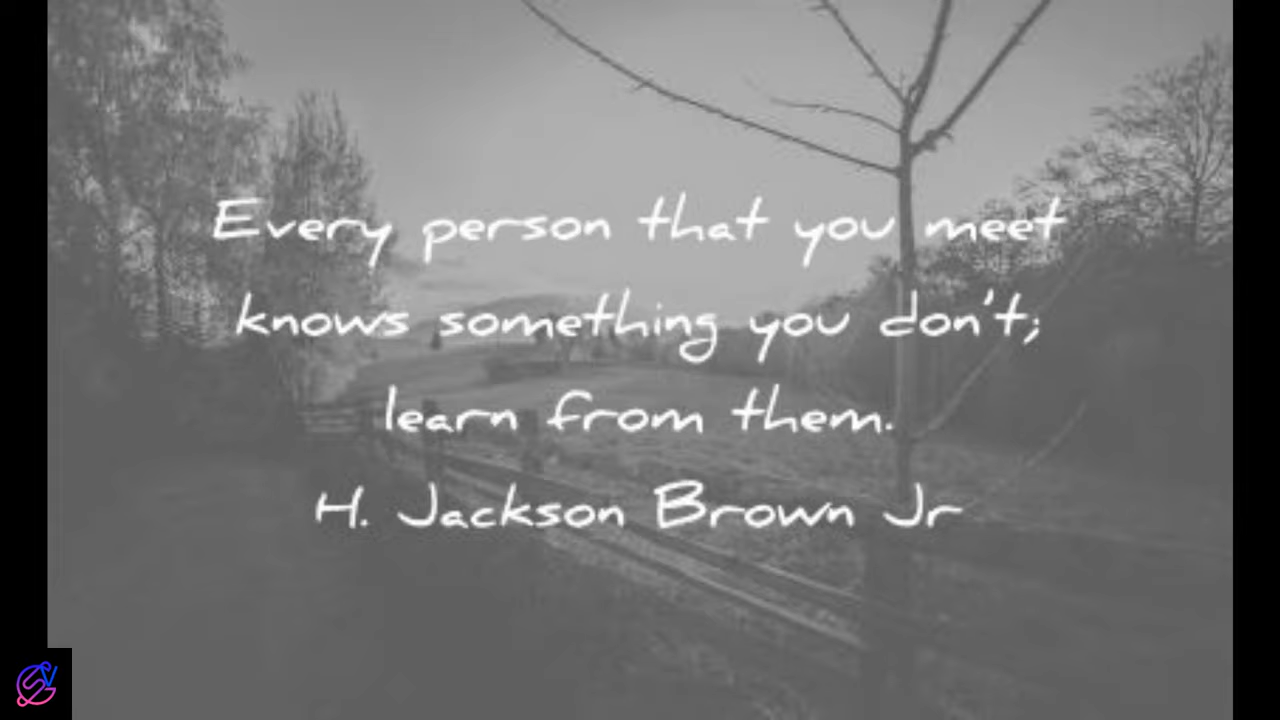 Every person that you meet
knows something you don't;
learn from them.
H. Jackson Brown Jr